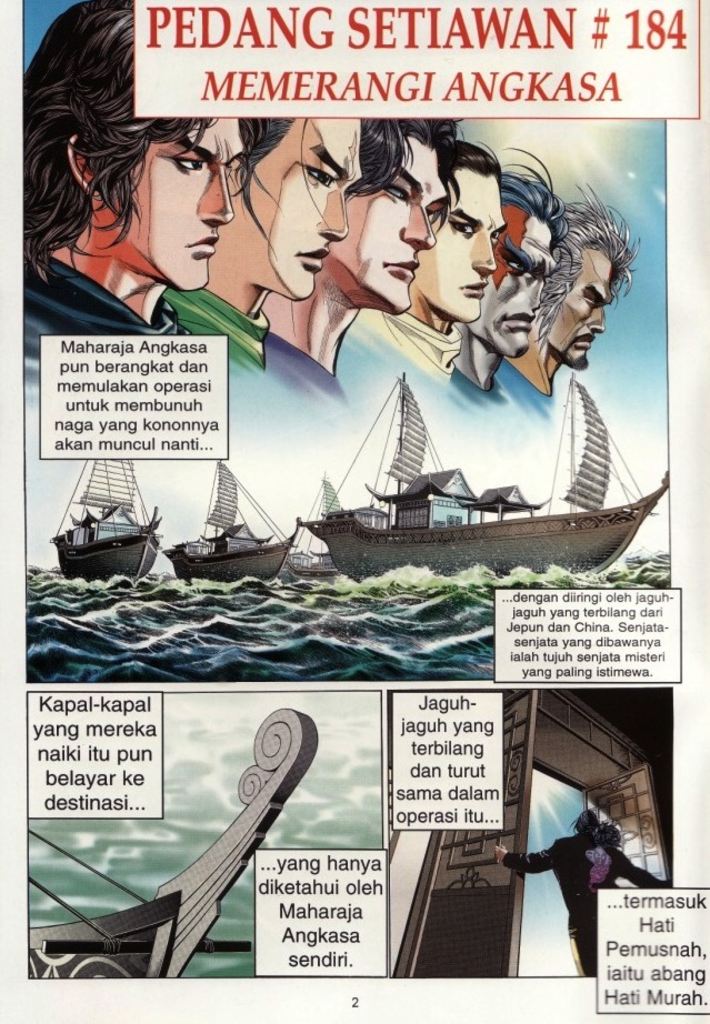 PEDANG SETIAWAN # 184
MEMERANGI ANGKASA
Maharaja Angkasa
pun berangkat dan
memulakan operasi
untuk membunuh
naga yang kononnya
akan muncul nanti...
...dengan diiringi oleh jaguh-
jaguh yang terbilang dari
Jepun dan China. Senjata-
senjata yang dibawanya
ialah tujuh senjata misteri
yang paling istimewa.
Kapal-kapal
yang mereka
naiki itu pun
belayar ke
destinasi...
...yang hanya
diketahui oleh
Maharaja
Angkasa
sendiri.
Jaguh-
jaguh yang
terbilang
dan turut
sama dalam
operasi itu...
...termasuk
Hati
Pemusnah,
iaitu abang
Hati Murah.
2